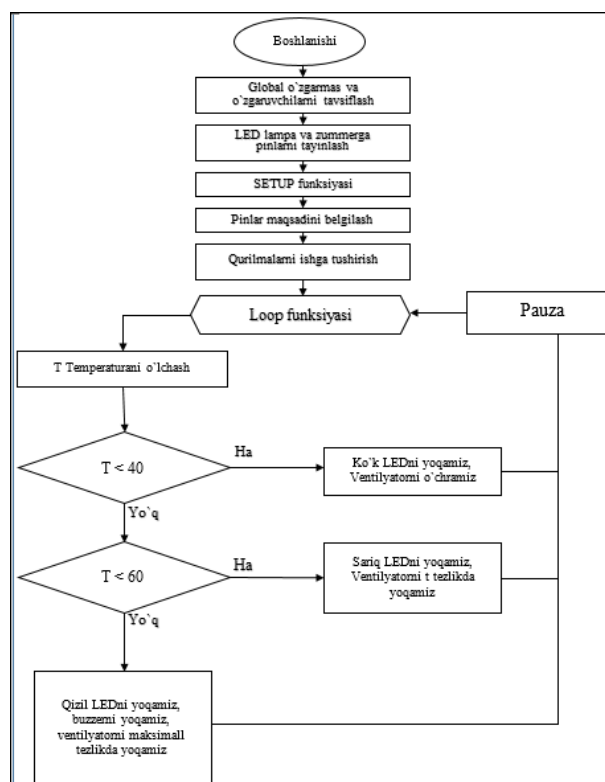 Boshlanishi
Global o`zgarmas va
o`zgaruvchilarni tavsiflash
LED lampa va zummerga
pinlarni tayinlash
SETUP funksiyasi
Pinlar maqsadini belgilash
Qurilmalarni ishga tushirish
Loop funksiyasi
Pauza
T Temperaturani o`lchash
T < 40
Ha
Ko`k LEDni yoqamiz,
Ventilyatorni o`chramiz
Yo`q
T < 60
Ha
Sariq LEDni yoqamiz,
Ventilyatorni t tezlikda
yoqamiz
Yo`q
Qizil LEDni yoqamiz,
buzzerni yoqamiz,
ventilyatorni maksimall
tezlikda yoqamiz